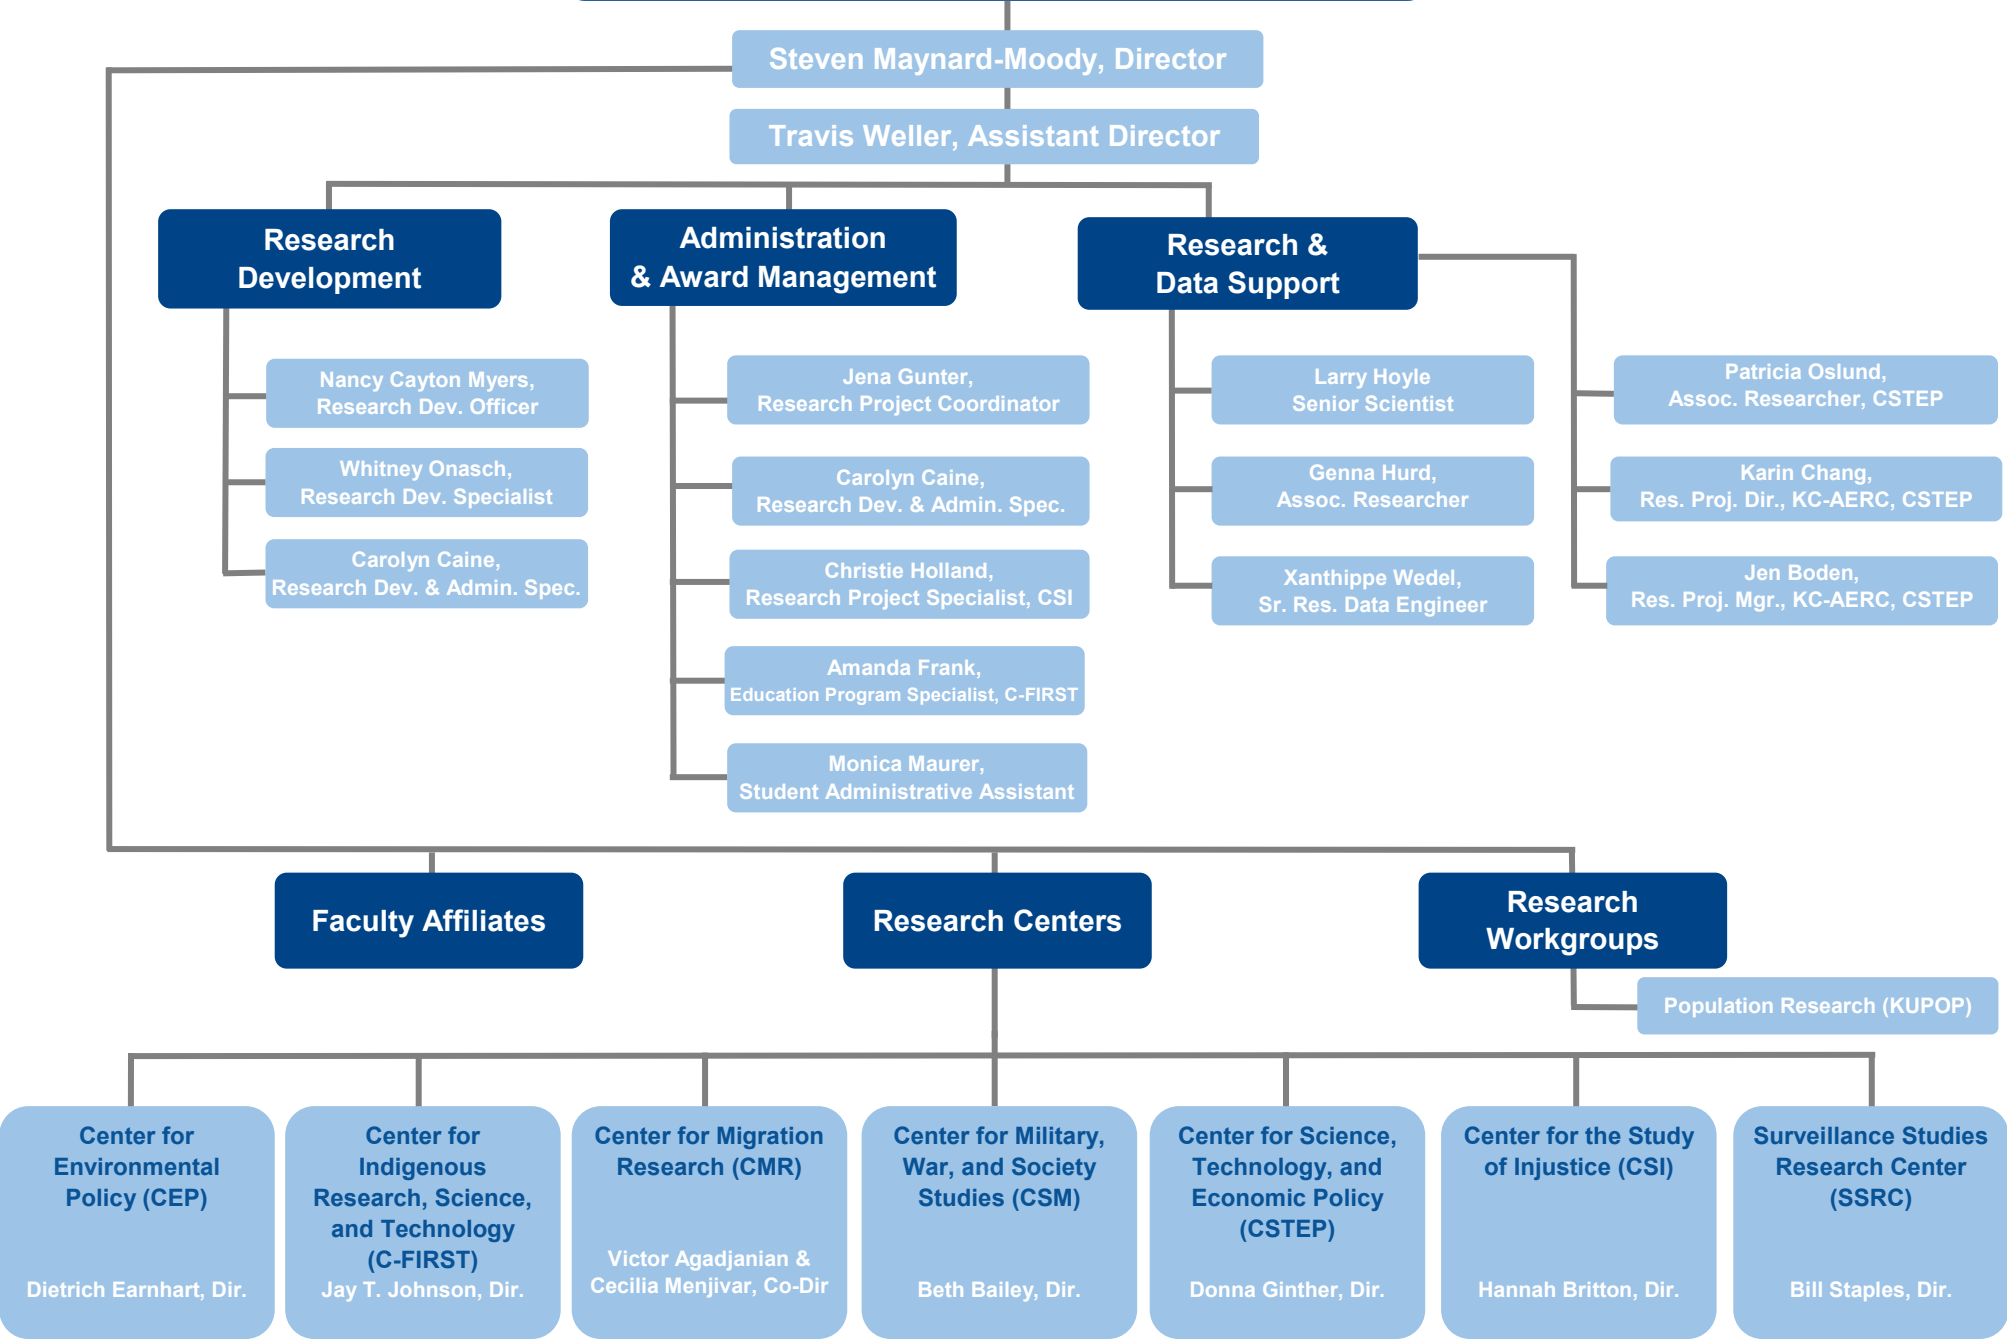 Steven Maynard-Moody, Director
Travis Weller, Assistant Director
Research
Development
Administration
& Award Management
Research &
Data Support
Nancy Cayton Myers,
Research Dev. Officer
Whitney Onasch,
Research Dev. Specialist
Carolyn Caine,
Research Dev. & Admin. Spec.
Jena Gunter,
Research Project Coordinator
Carolyn Caine,
Research Dev. & Admin. Spec.
Christie Holland,
Research Project Specialist, CSI
Amanda Frank,
Education Program Specialist, C-FIRST
Monica Maurer,
Student Administrative Assistant
Larry Hoyle
Senior Scientist
Genna Hurd,
Assoc. Researcher
Xanthippe Wedel,
Sr. Res. Data Engineer
Patricia Oslund,
Assoc. Researcher, CSTEP
Karin Chang,
Res. Proj. Dir., KC-AERC, CSTEP
Jen Boden,
Res. Proj. Mgr., KC-AERC, CSTEP
Faculty Affiliates
Research Centers
Research
Workgroups
Population Research (KUPOP)
Center for
Environmental
Policy (CEP)
Dietrich Earnhart, Dir.
Center for
Indigenous
Research, Science,
and Technology
(C-FIRST)
Jay T. Johnson, Dir.
Center for Migration
Research (CMR)
Victor Agadjanian &
Cecilia Menjivar, Co-Dir
Center for Military,
War, and Society
Studies (CSM)
Beth Bailey, Dir.
Center for Science,
Technology, and
Economic Policy
(CSTEP)
Donna Ginther, Dir.
Center for the Study
of Injustice (CSI)
Hannah Britton, Dir.
Surveillance Studies
Research Center
(SSRC)
Bill Staples, Dir.